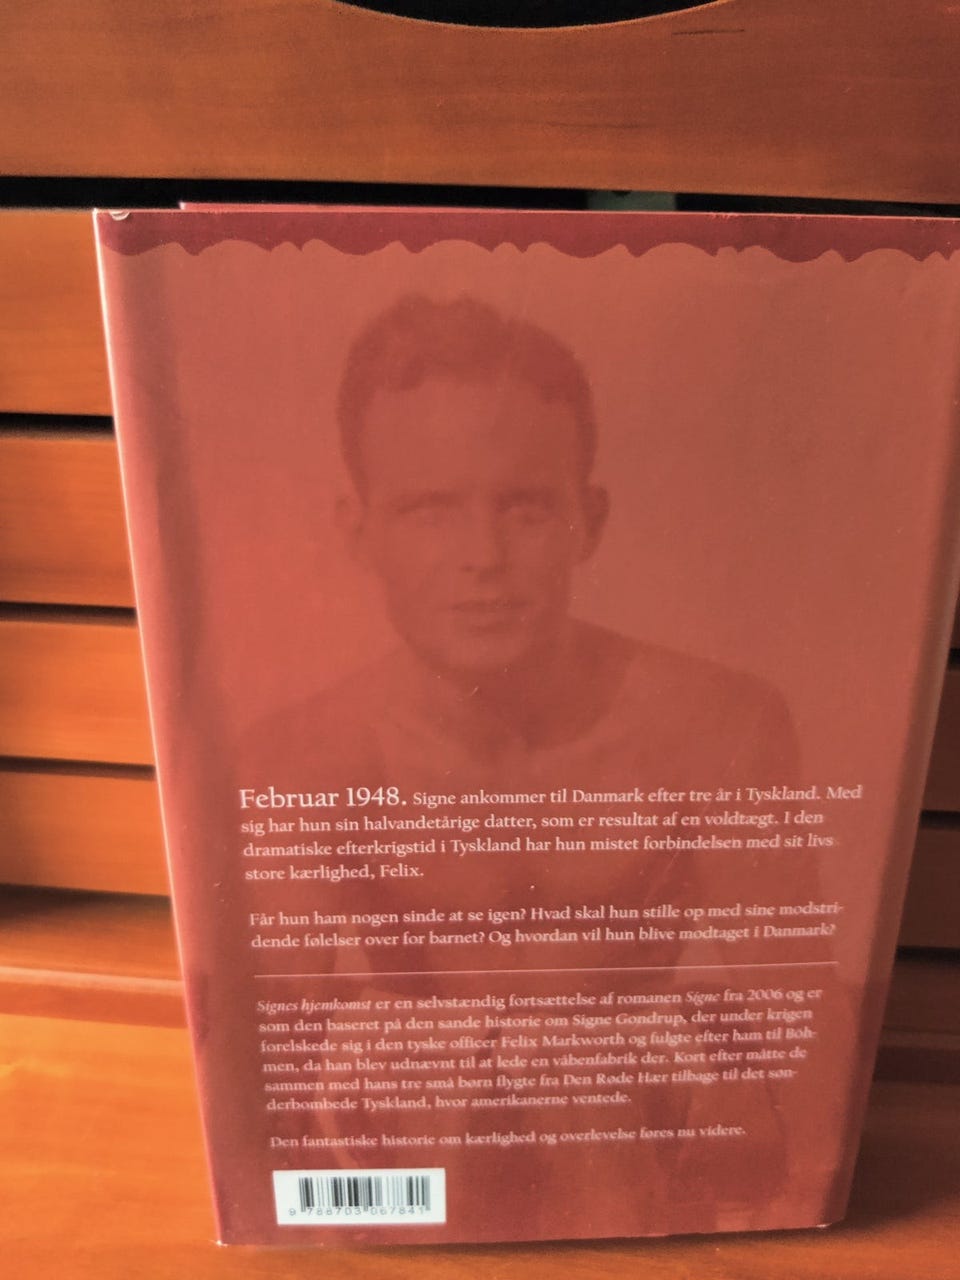 Februar 1948. Signe ankommer til Danmark efter tre år i Tyskland. Med
sig har hun sin halvandetårige datter, som er resultat af en voldtægt. I den
dramatiske efterkrigstid i Tyskland har hun mistet forbindelsen med sit livs
store kærlighed, Felix.
Får hun ham nogen sinde at se igen? Hvad skal hun stille op med sine modstri-
dende følelser over for barnet? Og hvordan vil hun blive modtaget i Danmark?
Signes hjemkomst er en selvstændig fortsættelse af romanen Signe fra 2006 og er
som den baseret på den sande historie om Signe Gondrup, der under krigen
forelskede sig i den tyske officer Felix Markworth og fulgte efter ham til Böh-
men, da han blev udnævnt til at lede en våbenfabrik der. Kort efter måtte de
sammen med hans tre små børn flygte fra Den Røde Hær tilbage til det søn-
derbombede Tyskland, hvor amerikanerne ventede.
Den fantastiske historie om kærlighed og overlevelse føres nu videre.
9 788703 067841